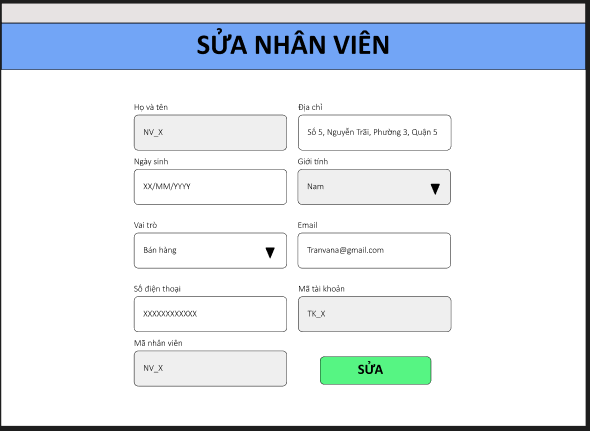 SỬA NHÂN VIÊN
Họ và tên
NV_X
Địa chỉ
Số 5, Nguyễn Trãi, Phường 3, Quận 5
Ngày sinh
XX/MM/YYYY
Giới tính
Nam
Vai trò
Bán hàng
Email
Tranvana@gmail.com
Số điện thoại
XXXXXXXXXXXX
Mã tài khoản
TK_X
Mã nhân viên
NV_X
SỬA